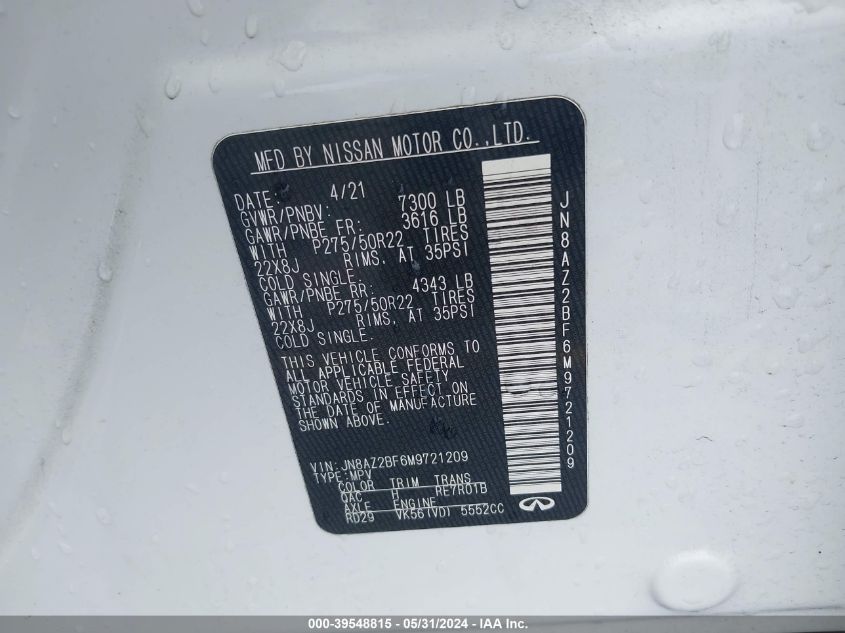 MFD BY NISSAN MOTOR CO.,LTD.
DATE: 4/21
GVWR/PNBV: 7300 LB
GAWR/PNBE FR: 3616 LB
WITH P275/50R22 TIRES
22X8J RIMS, AT 35PSI
COLD SINGLE.
GAWR/PNBE RR: 4343 LB
WITH P275/50R22 TIRES
22X8J RIMS, AT 35PSI
COLD SINGLE.
THIS VEHICLE CONFORMS TO
ALL APPLICABLE FEDERAL
MOTOR VEHICLE SAFETY
STANDARDS IN EFFECT ON
THE DATE OF MANUFACTURE
SHOWN ABOVE.
VIN:JN8AZ2BF6M9721209
TYPE:MPV
COLOR TRIM TRANS
QAC H RE7R01B
AXLE ENGINE
RD29 VK56(VD) 5552CC
JN8AZ2BF6M9721209
000-39548815 - 05/31/2024 - IAA Inc.